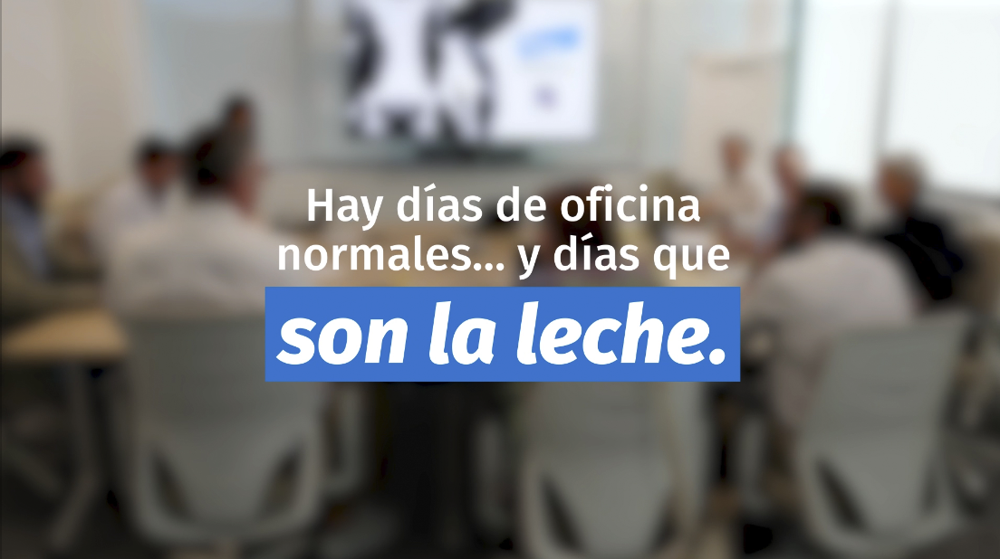 Hay días de oficina
normales... y días que
son la leche.